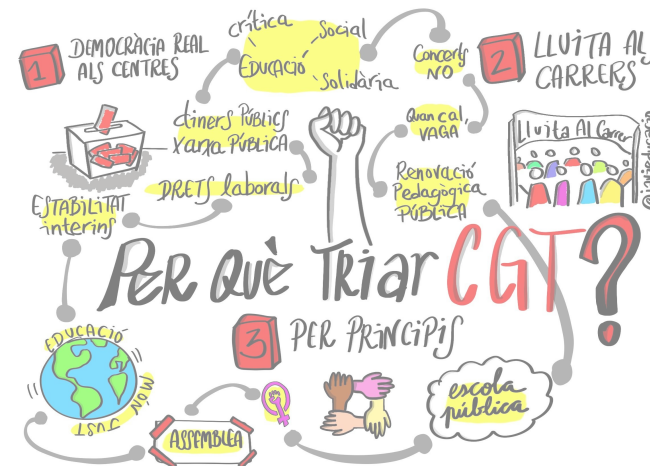 1
DEMOCRÀCIA REAL
ALS CENTRES
crítica
Social
EDUCACIÓ
Solidària
Concerts
NO
2
LLUITA ALS
CARRERS
diners PÚBLICS
XARXA PÚBLICA
Quan cal,
VAGA
Lluita Al Carrer
DRETS laborals
Renovació
Pedagògica
PÚBLICA
ESTABILITAT
interins
PER QUÈ TRiar CGT?
3
PER PRiNCiPiS
EDUCACIÓ
MÓN
JUST
ASSEMBLEA
escola
pública